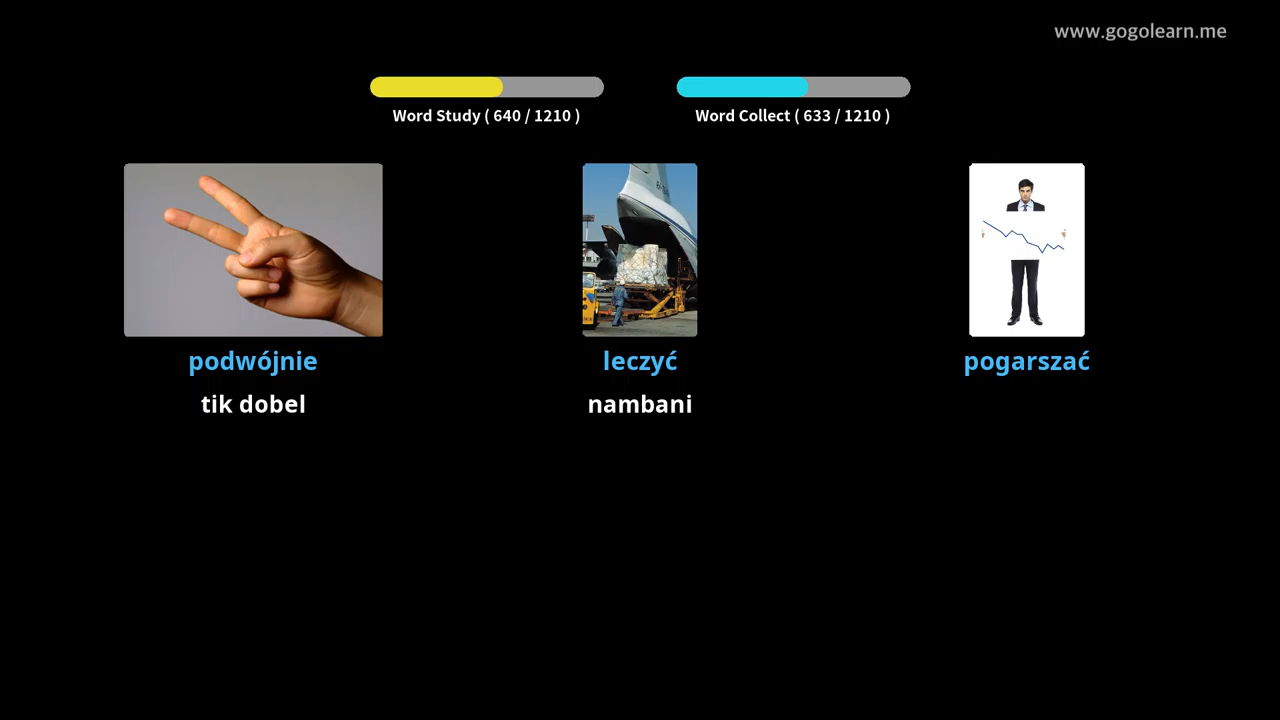 www.gogolearn.me
Word Study ( 640 / 1210 )
Word Collect ( 633 / 1210 )
podwójnie
leczyć
pogarszać
tik dobel
nambani